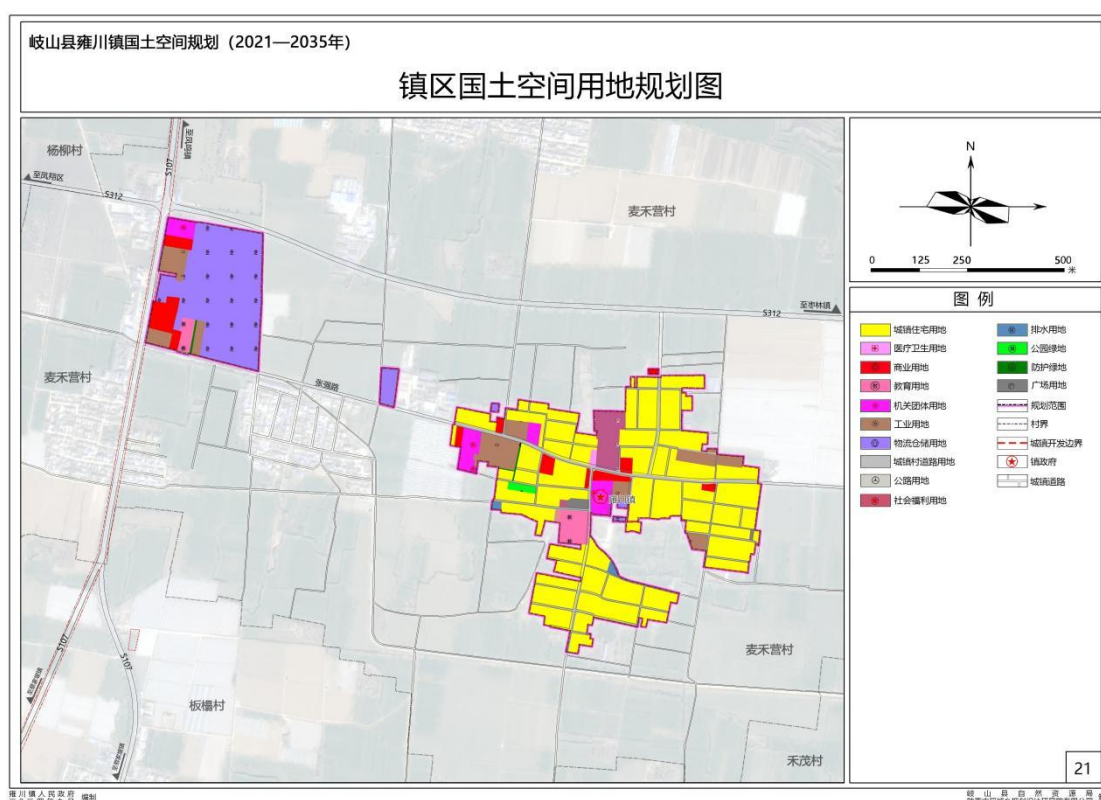 岐山县雍川镇国土空间规划（2021—2035年）
镇区国土空间用地规划图
杨柳村
至凤翔区
S312
S107
至凤鸣镇
麦禾营村
至枣林镇
S312
麦禾营村
张强路
雍川镇
麦禾营村
板橿村
禾茂村
S107
S107
N
0 125 250 500
米
图 例
城镇住宅用地
医疗卫生用地
商业用地
教育用地
机关团体用地
工业用地
物流仓储用地
城镇村道路用地
公路用地
社会福利用地
排水用地
公园绿地
防护绿地
广场用地
规划范围
村界
城镇开发边界
镇政府
城镇道路
21
雍川镇人民政府
编制
岐山县自然资源局